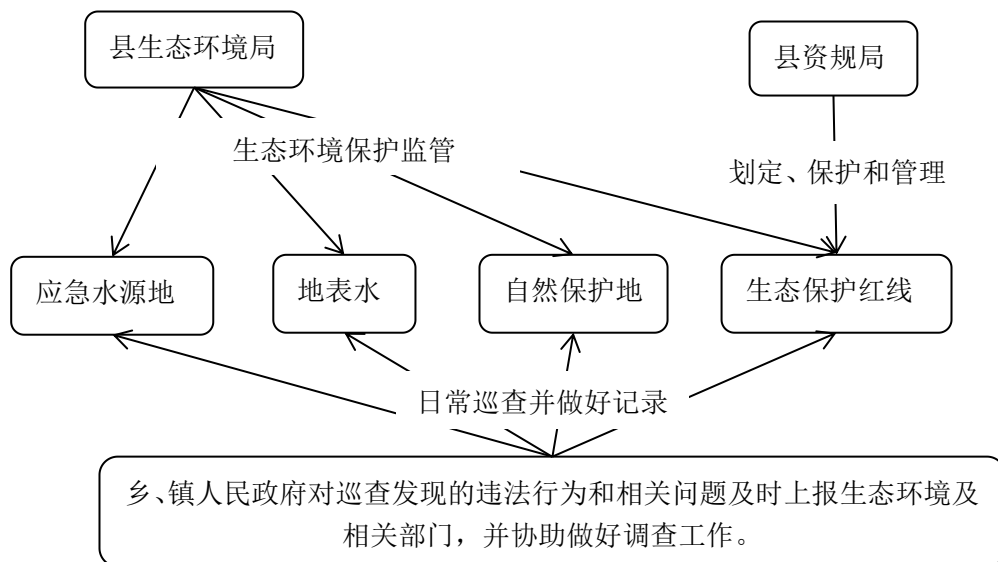 县生态环境局
县资规局
生态环境保护监管
划定、保护和管理
应急水源地
地表水
自然保护地
生态保护红线
日常巡查并做好记录
乡、镇人民政府对巡查发现的违法行为和相关问题及时上报生态环境及
相关部门，并协助做好调查工作。